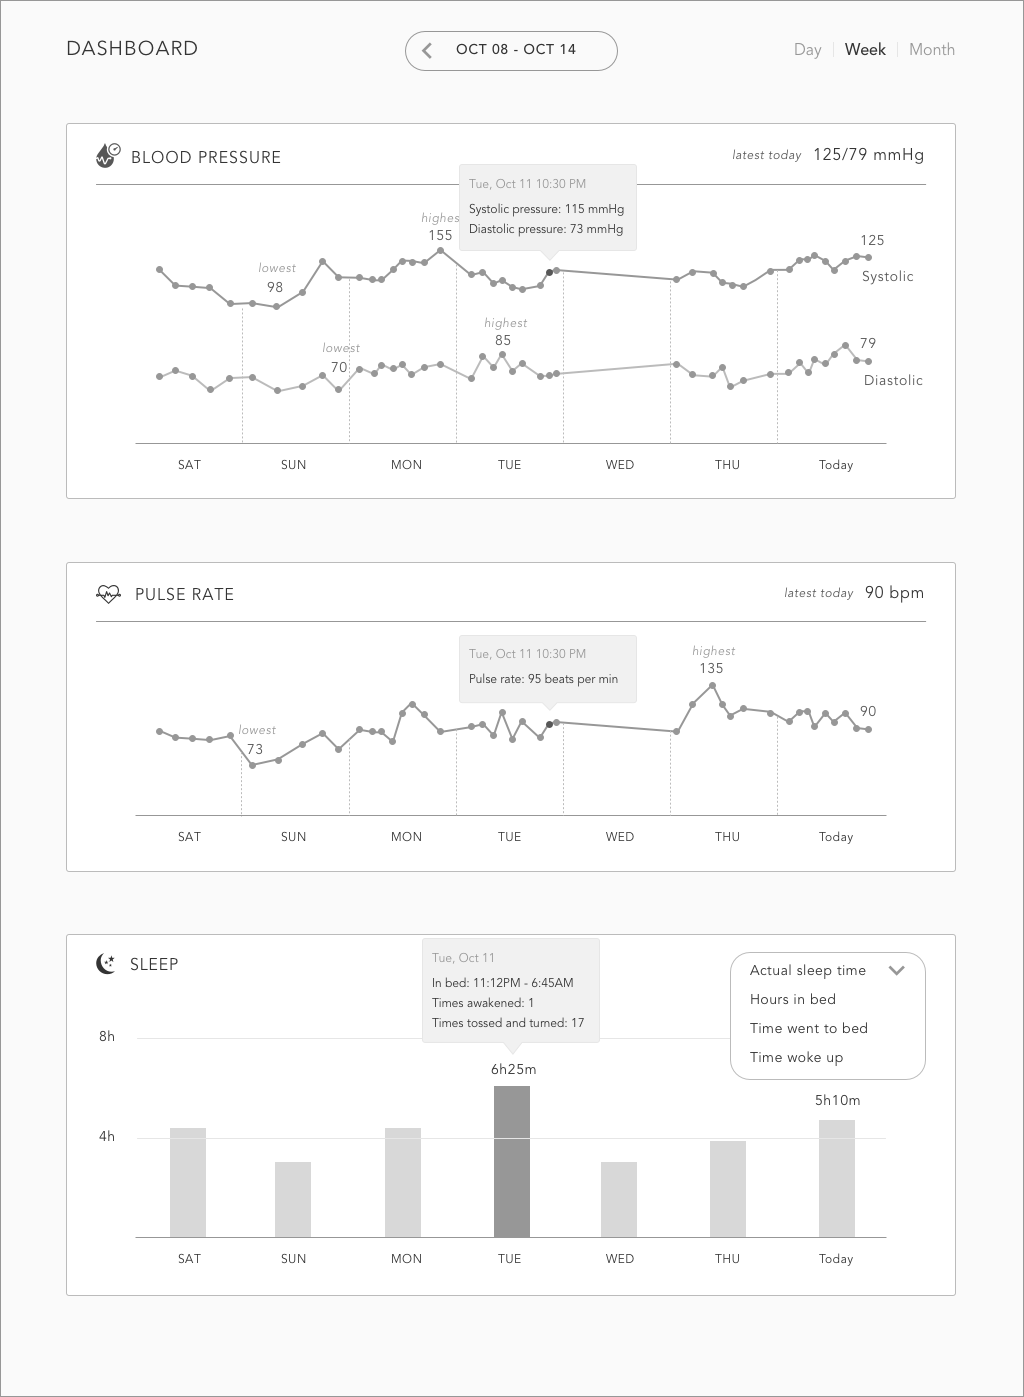 DASHBOARD
OCT 08 - OCT 14
Day
Week
Month
BLOOD PRESSURE
latest today 125/79 mmHg
Tue, Oct 11 10:30 PM
Systolic pressure: 115 mmHg
Diastolic pressure: 73 mmHg
highes
155
lowest
98
125
Systolic
highest
85
lowest
70
79
Diastolic
SAT
SUN
MON
TUE
WED
THU
Today
PULSE RATE
latest today 90 bpm
Tue, Oct 11 10:30 PM
Pulse rate: 95 beats per min
highest
135
lowest
73
90
SAT
SUN
MON
TUE
WED
THU
Today
SLEEP
Tue, Oct 11
In bed: 11:12PM - 6:45AM
Times awakened: 1
Times tossed and turned: 17
Actual sleep time
Hours in bed
Time went to bed
Time woke up
8h
6h25m
5h10m
4h
SAT
SUN
MON
TUE
WED
THU
Today